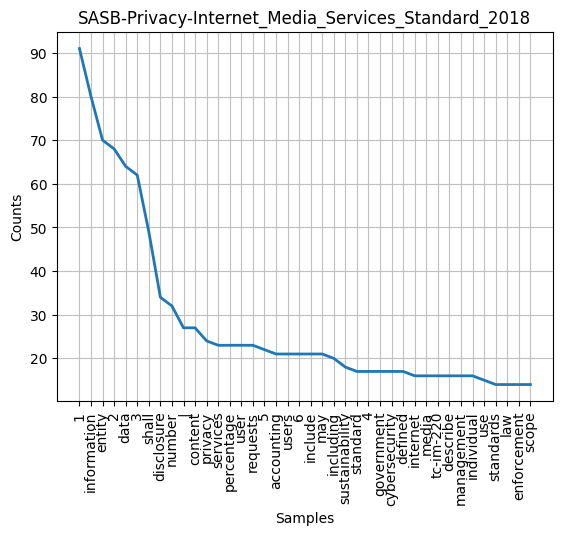 SASB-Privacy-Internet_Media_Services_Standard_2018
Counts
90
80
70
60
50
40
30
20
1
information
entity
2
data
3
shall
disclosure
number
|
content
privacy
services
percentage
user
requests
5
accounting
users
6
include
may
including
sustainability
standard
4
government
cybersecurity
defined
internet
media
tc-im-220
describe
management
individual
use
standards
law
enforcement
scope
Samples